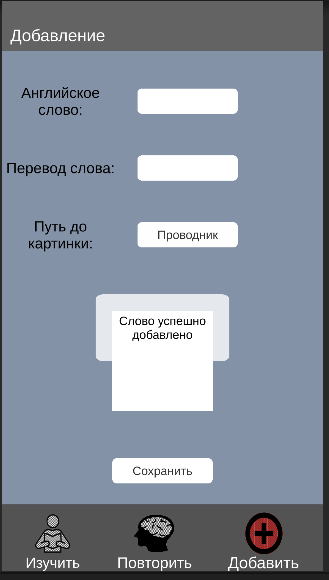 Добавление
Английское
слово:
Перевод слова:
Путь до
картинки:
Проводник
Слово успешно
добавлено
Сохранить
Изучить
Повторить
Добавить